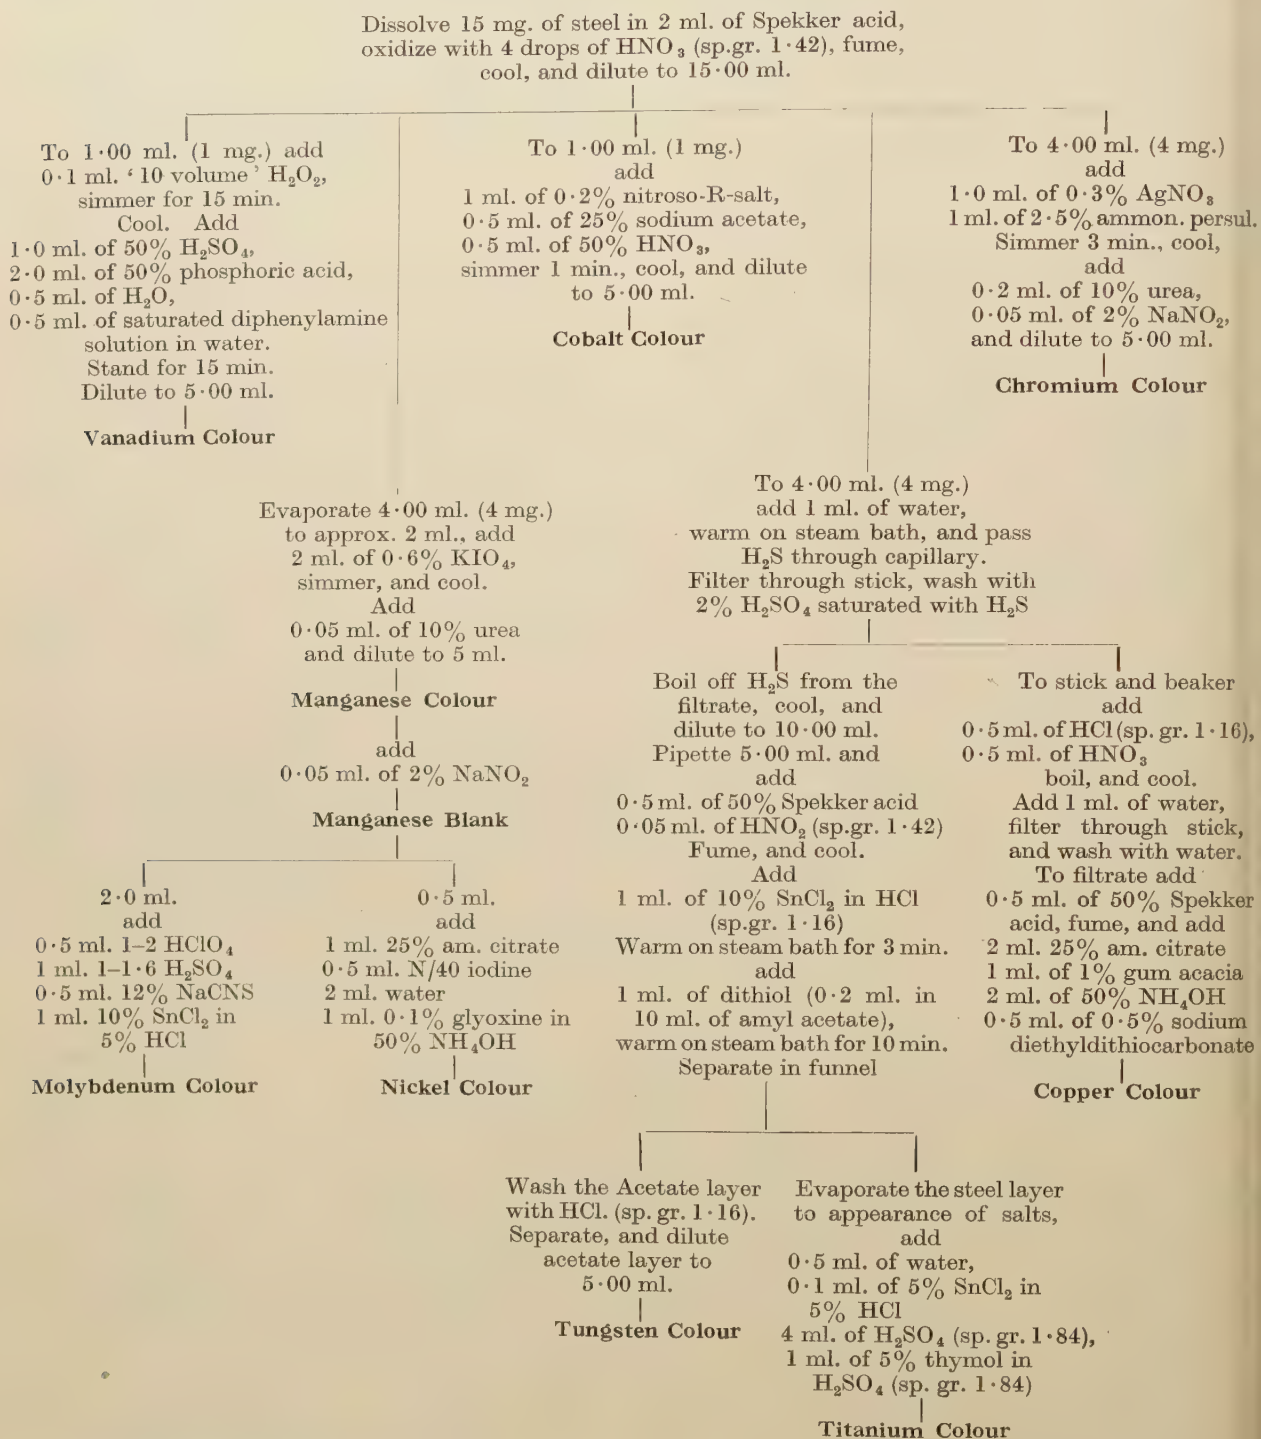 Dissolve 15 mg. of steel in 2 ml. of Spekker acid,
oxidize with 4 drops of HNO₃ (sp.gr. 1·42), fume,
cool, and dilute to 15·00 ml.
To 1·00 ml. (1 mg.) add
0·1 ml. ‘ 10 volume ’ H₂O₂,
simmer for 15 min.
Cool. Add
1·0 ml. of 50% H₂SO₄,
2·0 ml. of 50% phosphoric acid,
0·5 ml. of H₂O,
0·5 ml. of saturated diphenylamine
solution in water.
Stand for 15 min.
Dilute to 5·00 ml.
Vanadium Colour
To 1·00 ml. (1 mg.)
add
1 ml. of 0·2% nitroso-R-salt,
0·5 ml. of 25% sodium acetate,
0·5 ml. of 50% HNO₃,
simmer 1 min., cool, and dilute
to 5·00 ml.
Cobalt Colour
To 4·00 ml. (4 mg.)
add
1·0 ml. of 0·3% AgNO₃
1 ml. of 2·5% ammon. persul.
Simmer 3 min., cool,
add
0·2 ml. of 10% urea,
0·05 ml. of 2% NaNO₂,
and dilute to 5·00 ml.
Chromium Colour
Evaporate 4·00 ml. (4 mg.)
to approx. 2 ml., add
2 ml. of 0·6% KIO₄,
simmer, and cool.
Add
0·05 ml. of 10% urea
and dilute to 5 ml.
Manganese Colour
add
0·05 ml. of 2% NaNO₂
Manganese Blank
2·0 ml.
add
0·5 ml. 1–2 HClO₄
1 ml. 1–1·6 H₂SO₄
0·5 ml. 12% NaCNS
1 ml. 10% SnCl₂ in
5% HCl
Molybdenum Colour
0·5 ml.
add
1 ml. 25% am. citrate
0·5 ml. N/40 iodine
2 ml. water
1 ml. 0·1% glyoxine in
50% NH₄OH
Nickel Colour
To 4·00 ml. (4 mg.)
add 1 ml. of water,
warm on steam bath, and pass
H₂S through capillary.
Filter through stick, wash with
2% H₂SO₄ saturated with H₂S
Boil off H₂S from the
filtrate, cool, and
dilute to 10·00 ml.
Pipette 5·00 ml. and
add
0·5 ml. of 50% Spekker acid
0·05 ml. of HNO₂ (sp.gr. 1·42)
Fume, and cool.
Add
1 ml. of 10% SnCl₂ in HCl
(sp.gr. 1·16)
Warm on steam bath for 3 min.
add
1 ml. of dithiol (0·2 ml. in
10 ml. of amyl acetate),
warm on steam bath for 10 min.
Separate in funnel
To stick and beaker
add
0·5 ml. of HCl (sp. gr. 1·16),
0·5 ml. of HNO₃
boil, and cool.
Add 1 ml. of water,
filter through stick,
and wash with water.
To filtrate add
0·5 ml. of 50% Spekker
acid, fume, and add
2 ml. 25% am. citrate
1 ml. of 1% gum acacia
2 ml. of 50% NH₄OH
0·5 ml. of 0·5% sodium
diethyldithiocarbonate
Copper Colour
Wash the Acetate layer
with HCl. (sp. gr. 1·16).
Separate, and dilute
acetate layer to
5·00 ml.
Tungsten Colour
Evaporate the steel layer
to appearance of salts,
add
0·5 ml. of water,
0·1 ml. of 5% SnCl₂ in
5% HCl
4 ml. of H₂SO₄ (sp. gr. 1·84),
1 ml. of 5% thymol in
H₂SO₄ (sp. gr. 1·84)
Titanium Colour